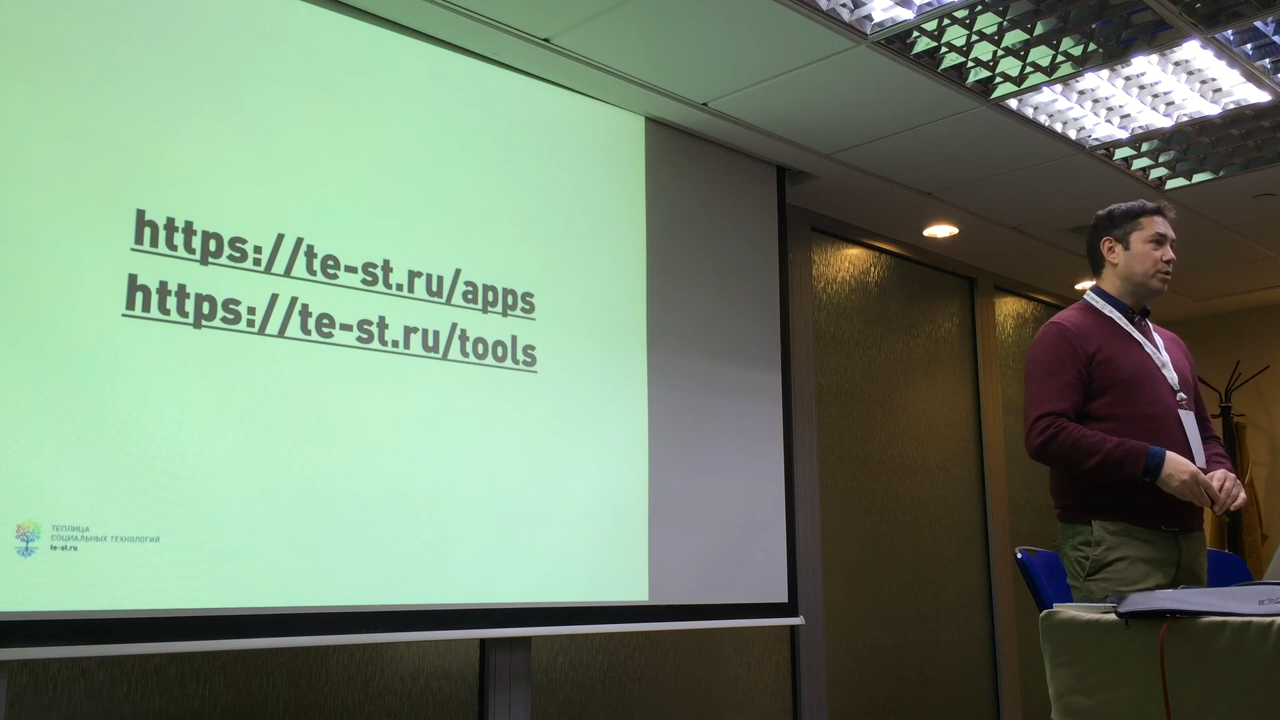 https://te-st.ru/apps
https://te-st.ru/tools
ТЕПЛИЦА
СОЦИАЛЬНЫХ ТЕХНОЛОГИЙ
te-st.ru